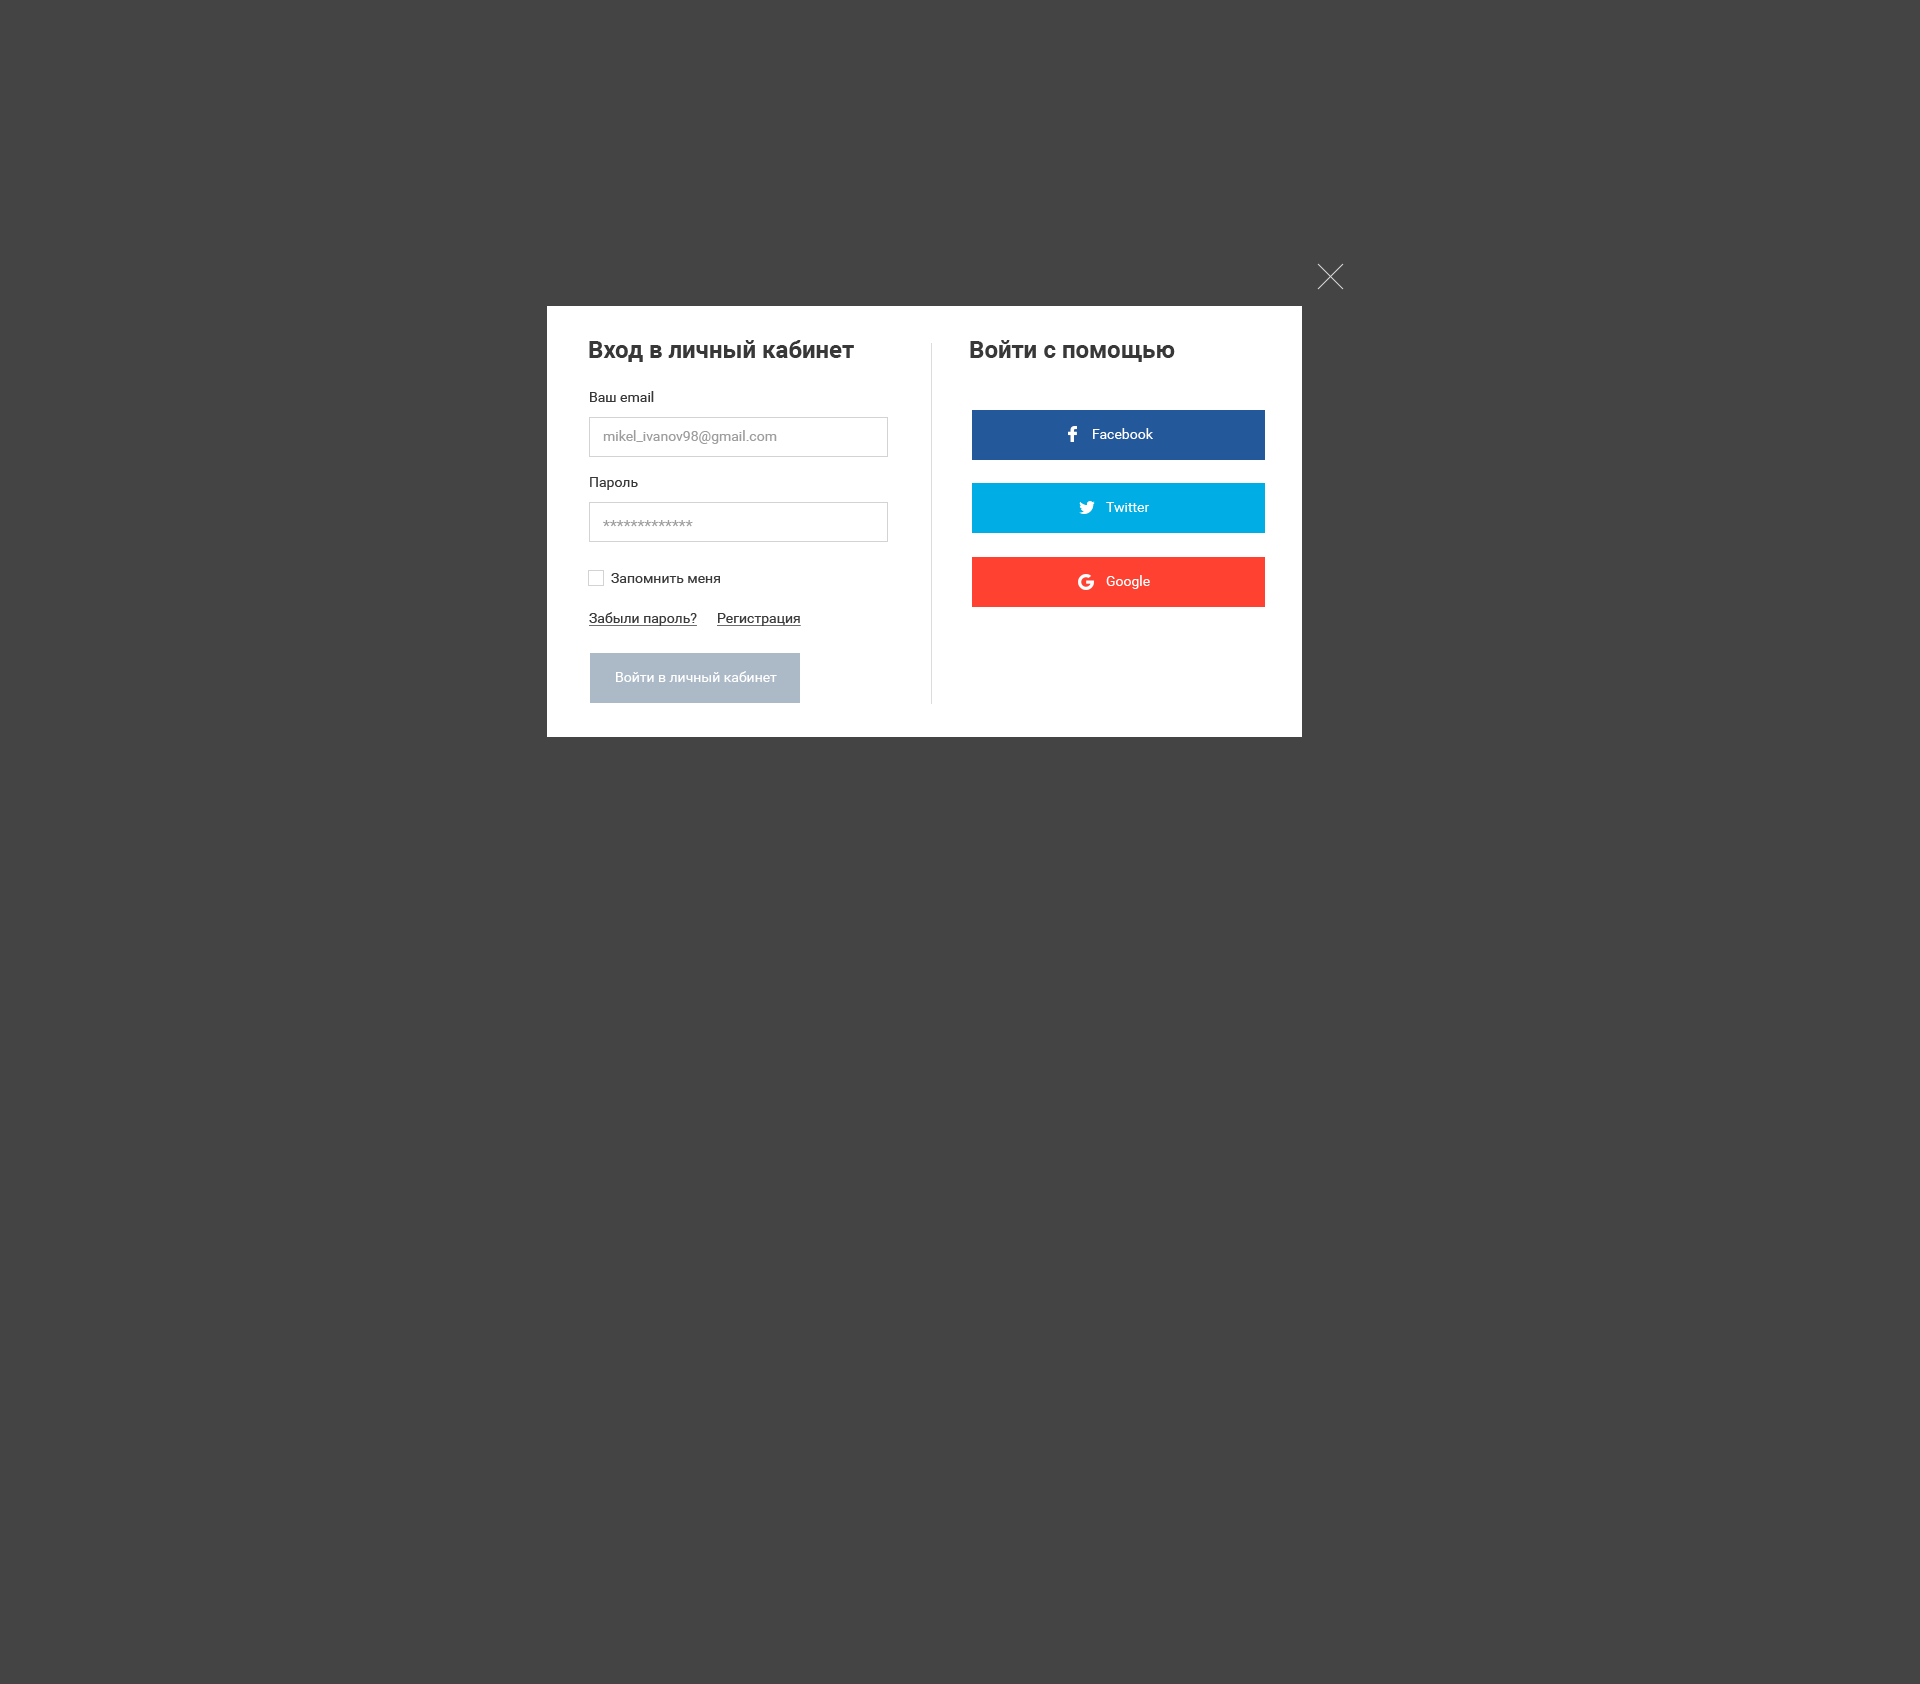 Вход в личный кабинет
Ваш email
mikel_ivanov98@gmail.com
Пароль
*************
Запомнить меня
Забыли пароль? Регистрация
Войти в личный кабинет
Войти с помощью
Facebook
Twitter
Google